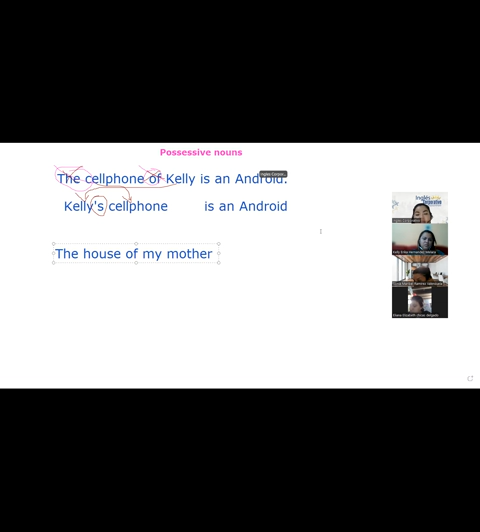 Possessive nouns
The cellphone of Kelly is an Android.
Kelly's cellphone is an Android
The house of my mother